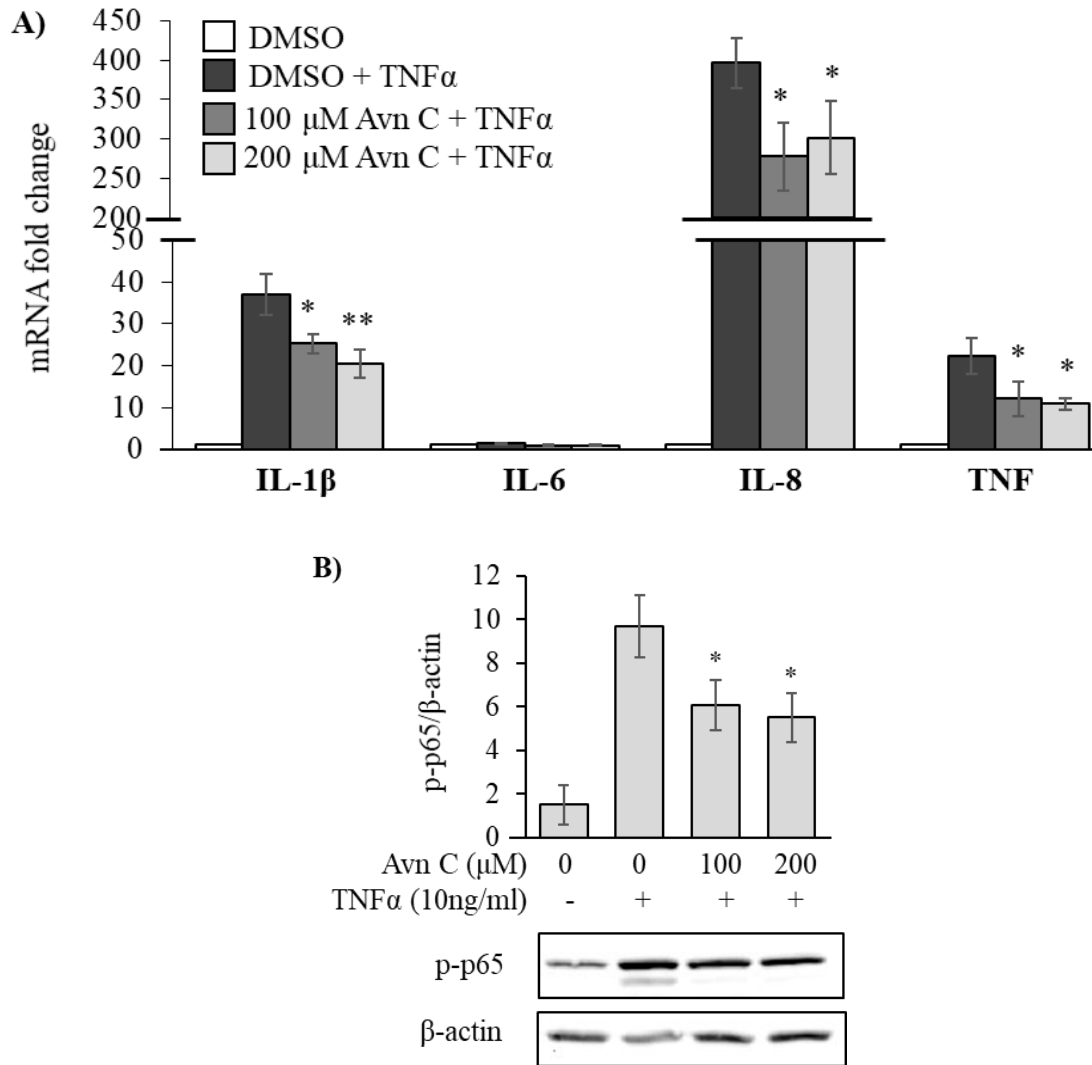 A)
mRNA fold change
450
400
350
300
250
200
50
40
30
20
10
0
DMSO
DMSO + TNFα
100 μM Avn C + TNFα
200 μM Avn C + TNFα
* ** * * * *
IL-1β IL-6 IL-8 TNF
B)
p-p65/β-actin
12
10
8
6
4
2
0
* *
Avn C (μM) 0 0 100 200
TNFα (10ng/ml) - + + +
p-p65
β-actin